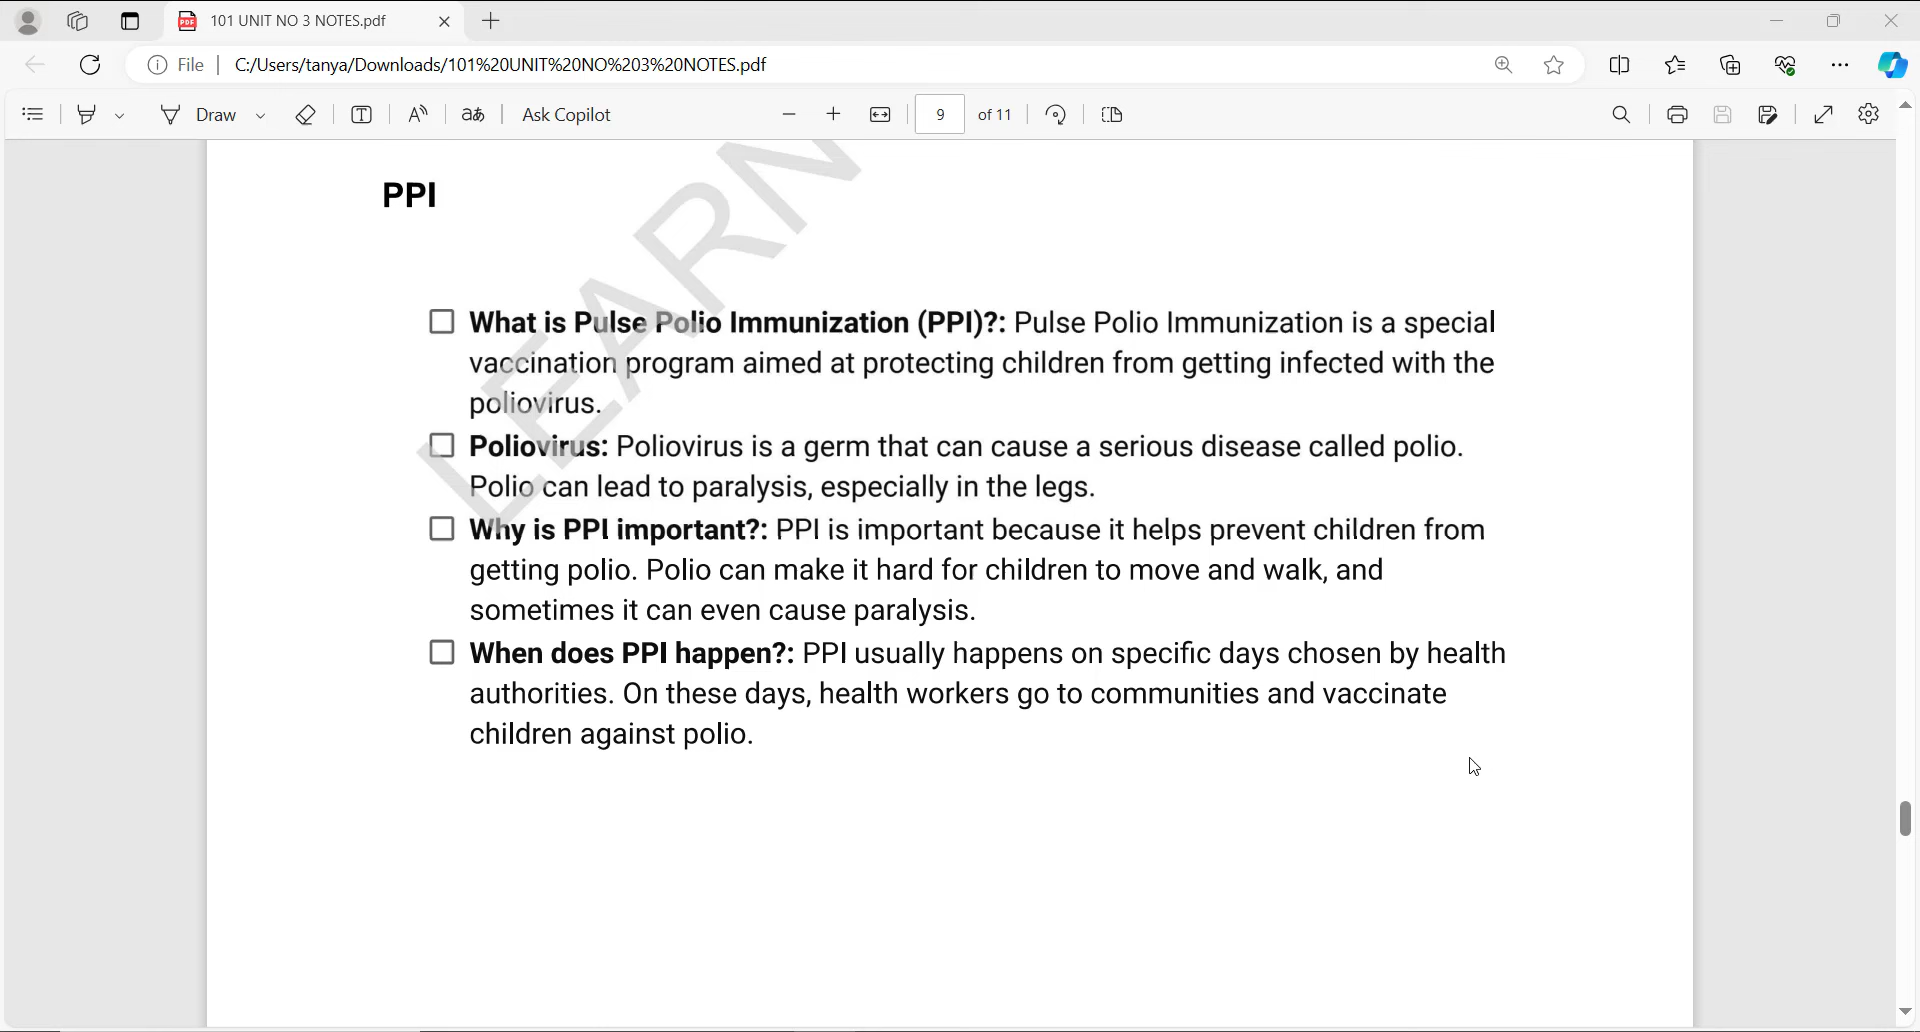 101 UNIT NO 3 NOTES.pdf
File
C:/Users/tanya/Downloads/101%20UNIT%20NO%203%20NOTES.pdf
Draw
aあ
Ask Copilot
9
of 11
PPI
LEARN
What is Pulse Polio Immunization (PPI)?: Pulse Polio Immunization is a special
vaccination program aimed at protecting children from getting infected with the
poliovirus.
Poliovirus: Poliovirus is a germ that can cause a serious disease called polio.
Polio can lead to paralysis, especially in the legs.
Why is PPI important?: PPI is important because it helps prevent children from
getting polio. Polio can make it hard for children to move and walk, and
sometimes it can even cause paralysis.
When does PPI happen?: PPI usually happens on specific days chosen by health
authorities. On these days, health workers go to communities and vaccinate
children against polio.